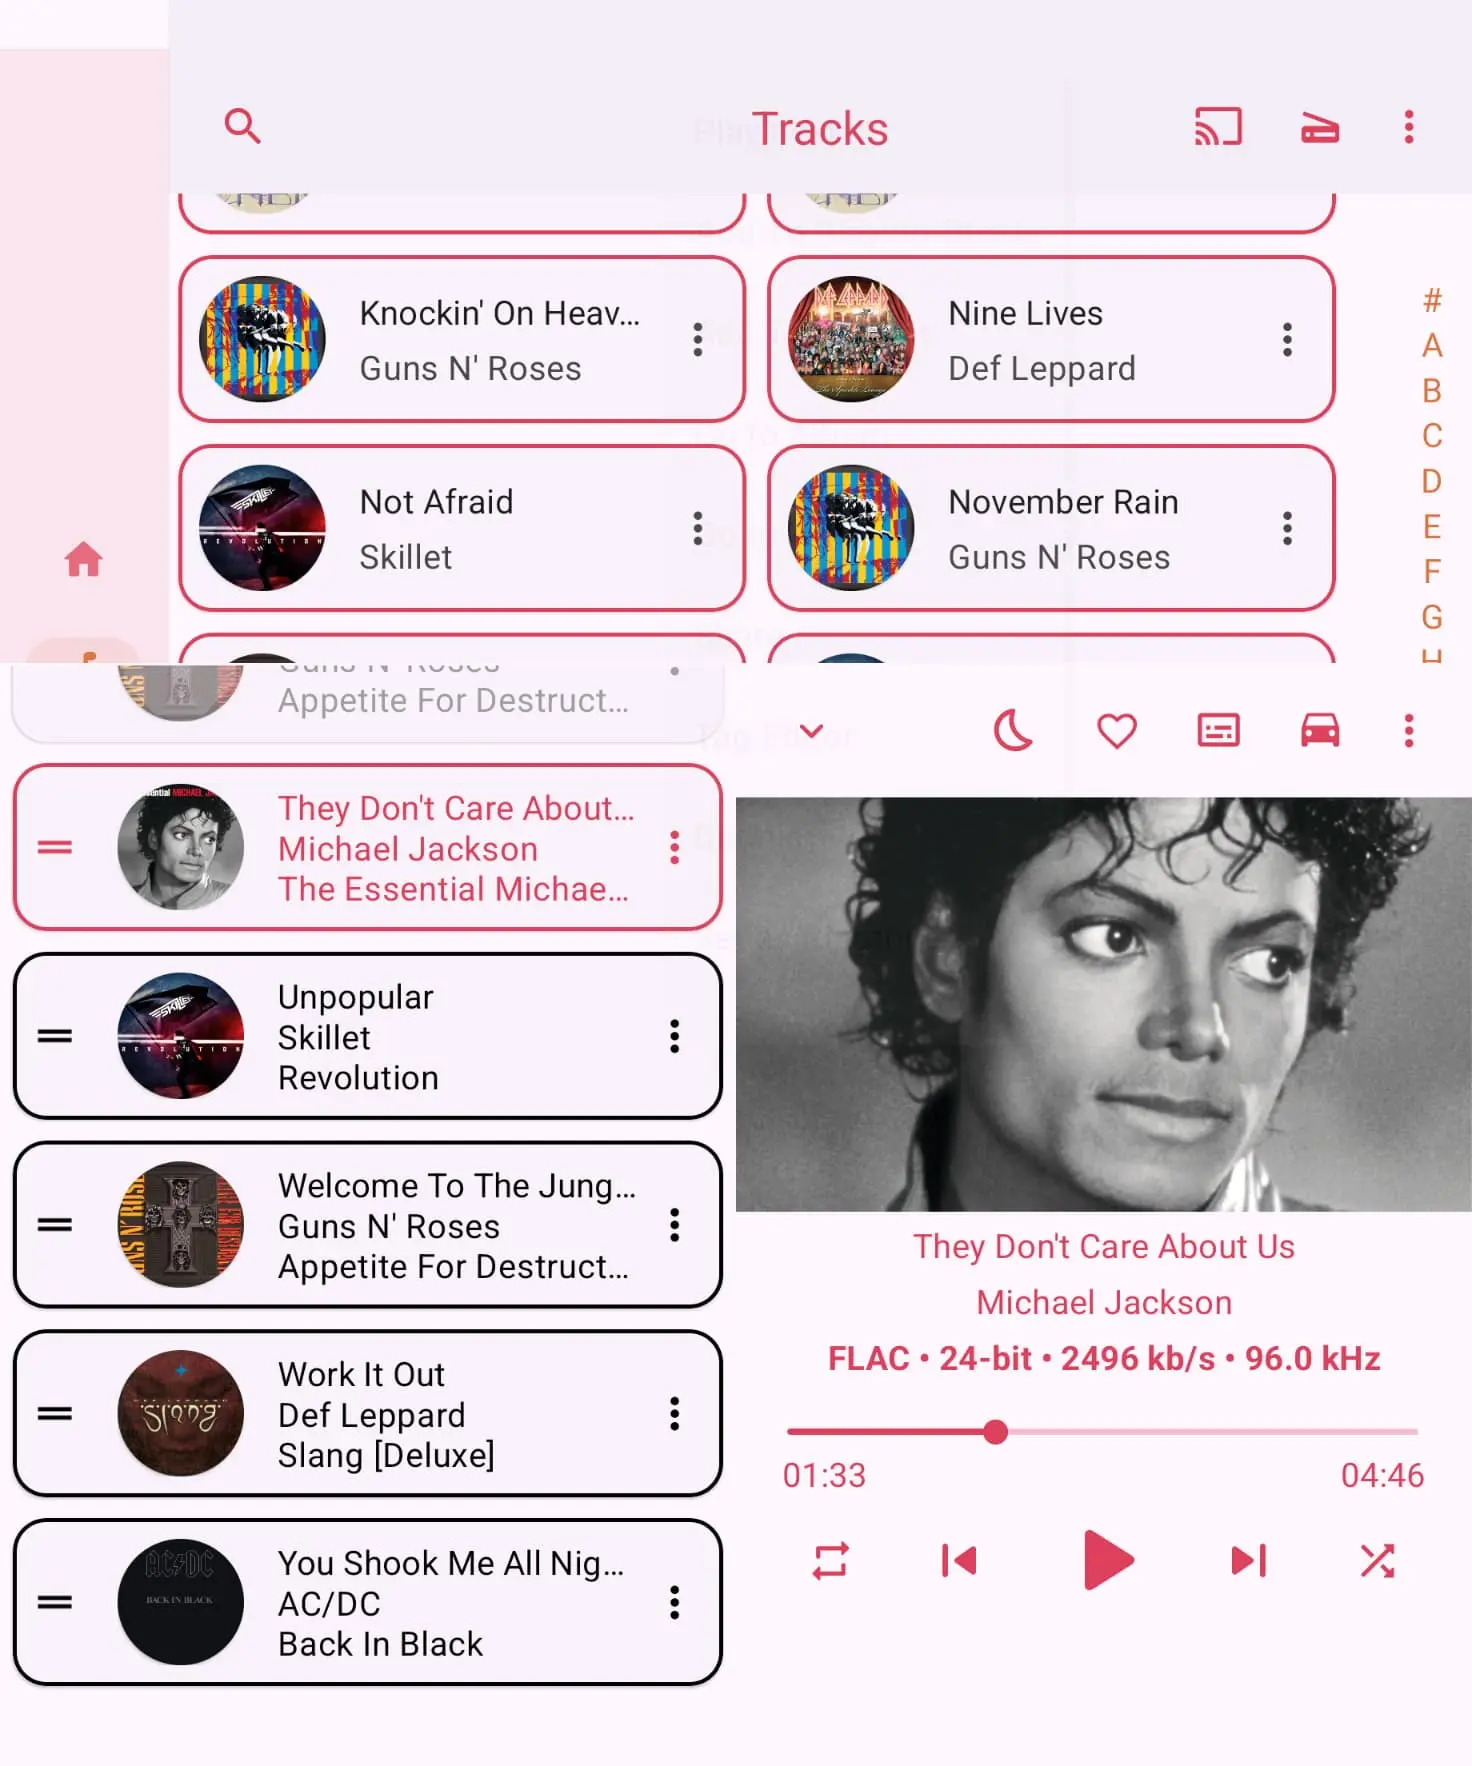 Tracks
Knockin' On Heav...
Guns N' Roses
Nine Lives
Def Leppard
Not Afraid
Skillet
November Rain
Guns N' Roses
#
A
B
C
D
E
F
G
H
Guns N' Roses
Appetite For Destruct...
Tag Editor
They Don't Care About...
Michael Jackson
The Essential Michae...
Unpopular
Skillet
Revolution
Welcome To The Jung...
Guns N' Roses
Appetite For Destruct...
Work It Out
Def Leppard
Slang [Deluxe]
You Shook Me All Nig...
AC/DC
Back In Black
They Don't Care About Us
Michael Jackson
FLAC • 24-bit • 2496 kb/s • 96.0 kHz
01:33
04:46